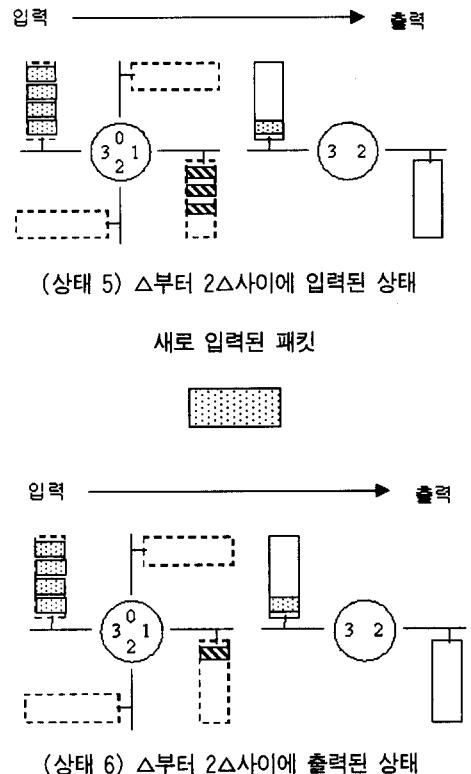 입력 출력
0
3 1
2
3 2
(상태 5) △부터 2△사이에 입력된 상태
새로 입력된 패킷
입력 출력
0
3 1
2
3 2
(상태 6) △부터 2△사이에 출력된 상태